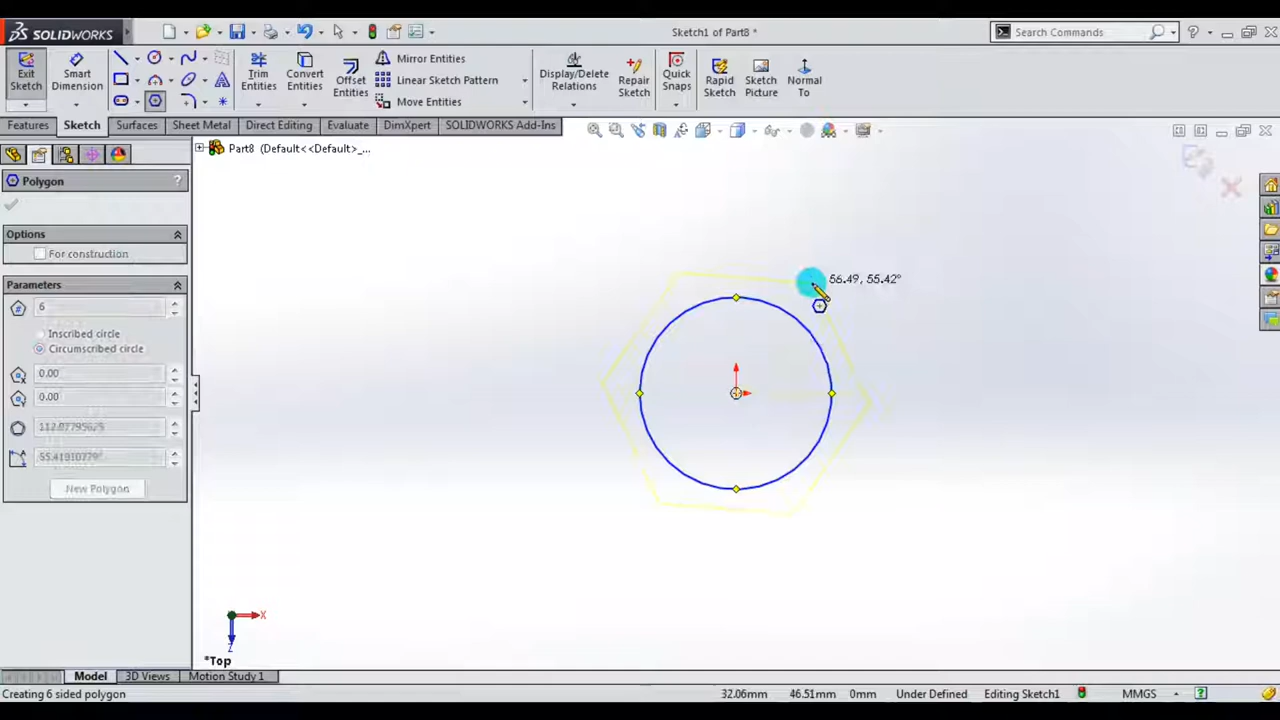 SOLIDWORKS
Sketch1 of Part8 *
Search Commands
Exit Sketch
Smart Dimension
Trim Entities
Convert Entities
Offset Entities
Mirror Entities
Linear Sketch Pattern
Move Entities
Display/Delete Relations
Repair Sketch
Quick Snaps
Rapid Sketch
Sketch Picture
Normal To
Features
Sketch
Surfaces
Sheet Metal
Direct Editing
Evaluate
DimXpert
SOLIDWORKS Add-Ins
Part8 (Default<<Default>_...
Polygon
?
Options
For construction
Parameters
6
Inscribed circle
Circumscribed circle
0.00
0.00
New Polygon
56.49, 55.42°
X
Z
*Top
Model
3D Views
Motion Study 1
Creating 6 sided polygon
32.06mm
46.51mm
0mm
Under Defined
Editing Sketch1
MMGS